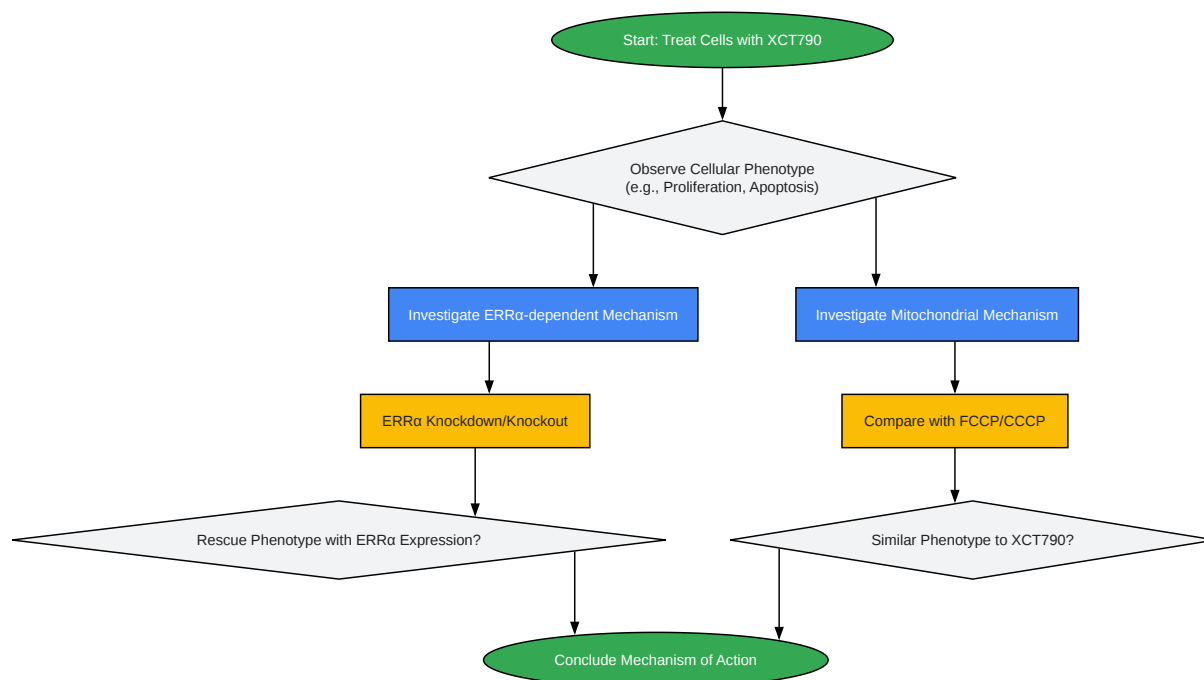 Start: Treat Cells with XCT790
Observe Cellular Phenotype
(e.g., Proliferation, Apoptosis)
Investigate ERRα-dependent Mechanism
Investigate Mitochondrial Mechanism
ERRα Knockdown/Knockout
Compare with FCCP/CCCP
Rescue Phenotype with ERRα Expression?
Similar Phenotype to XCT790?
Conclude Mechanism of Action